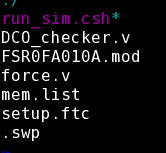 ./
run_sim.csh*
DCO_checker.v
FSR0FA010A.mod
force.v
mem.list
setup.ftc
.swp